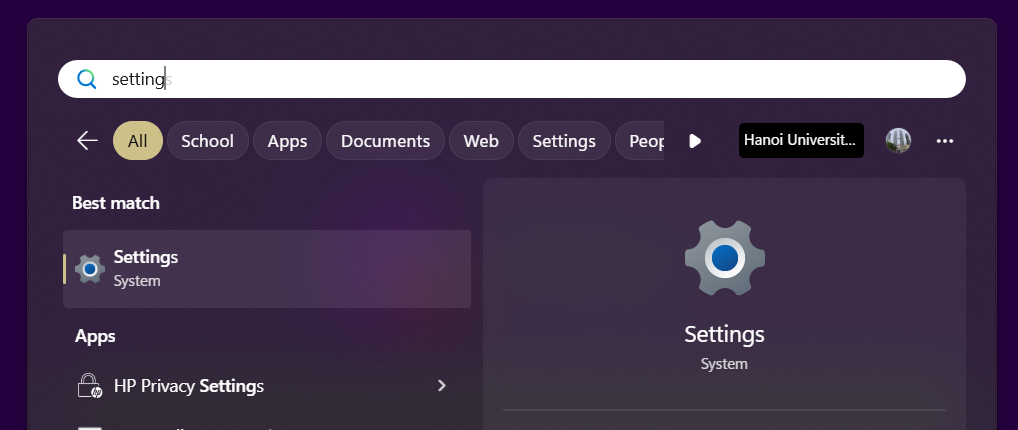 settings
All School Apps Documents Web Settings Peop Hanoi Universit...
Best match
Settings
System
Apps
HP Privacy Settings
Settings
System